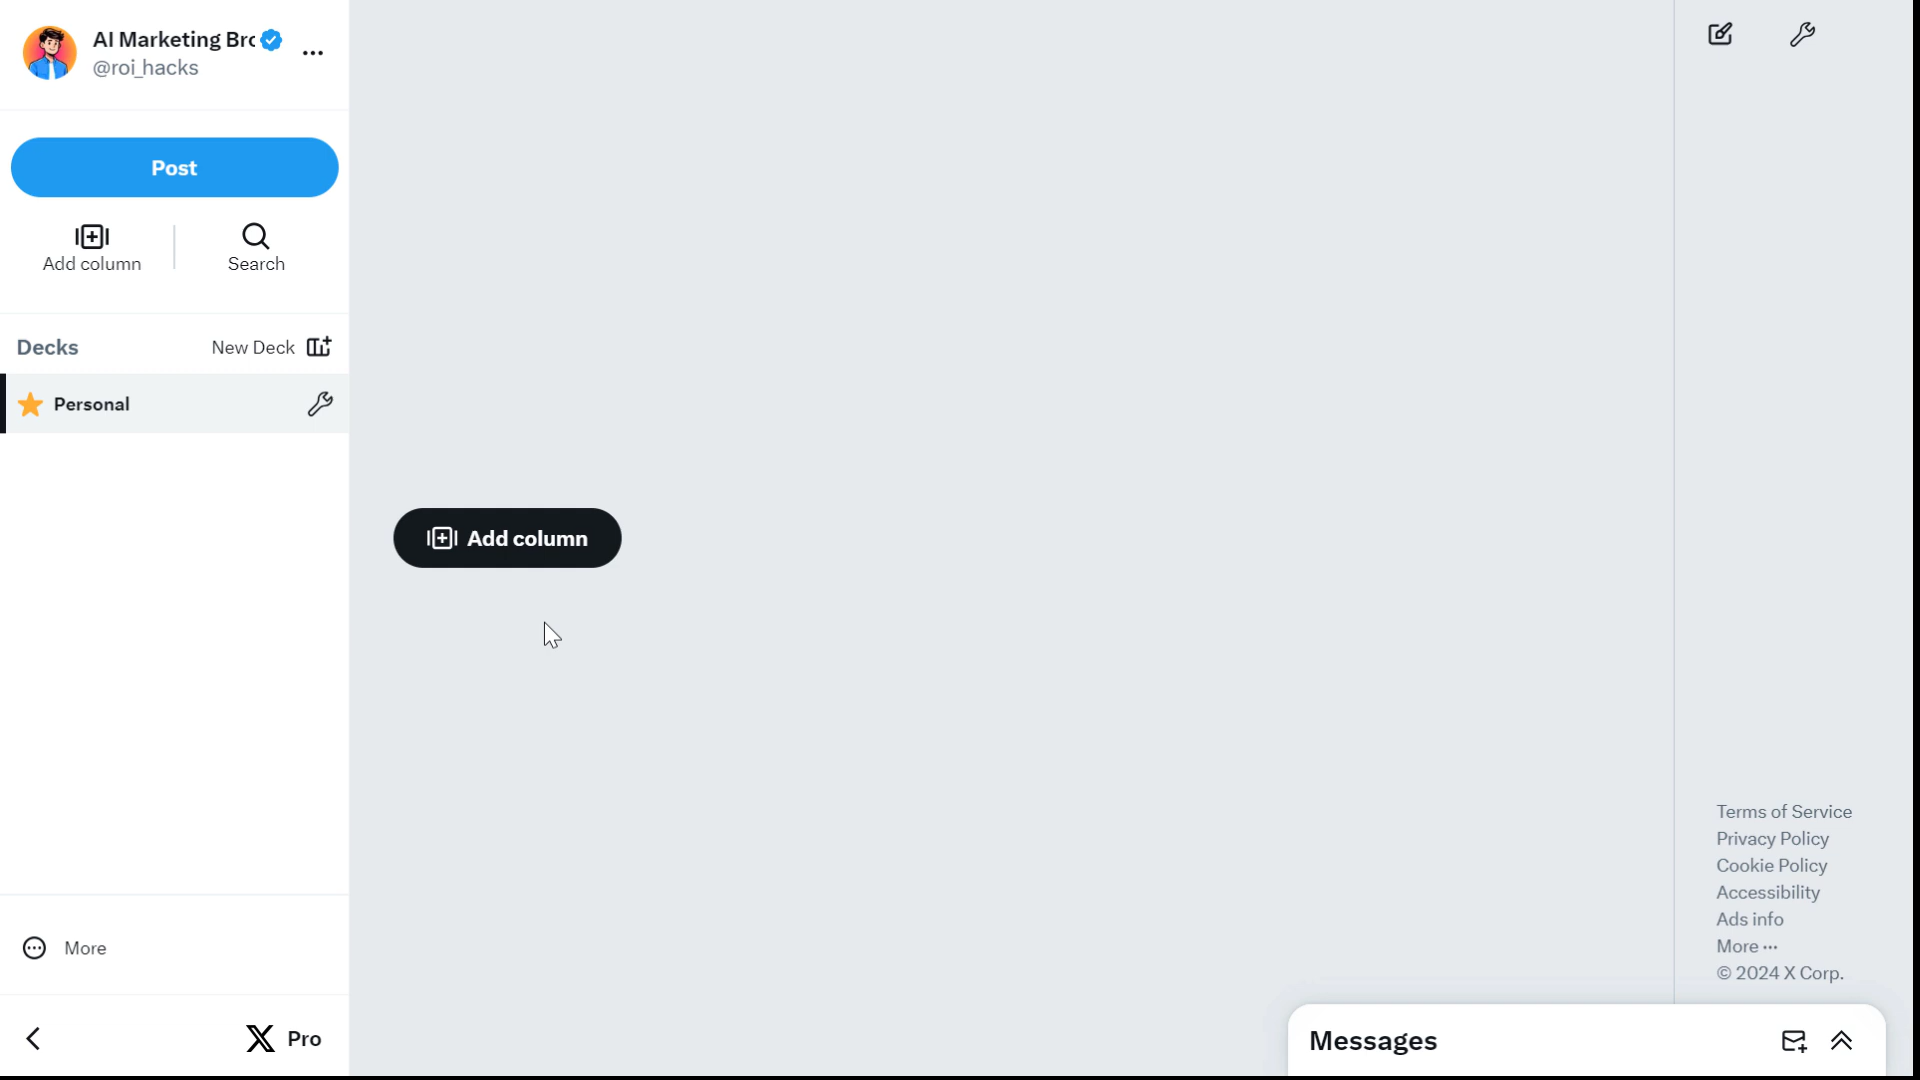 AI Marketing Brc
@roi_hacks
Post
Add column
Search
Decks
New Deck
Personal
Add column
More
Pro
Terms of Service
Privacy Policy
Cookie Policy
Accessibility
Ads info
More ···
© 2024 X Corp.
Messages